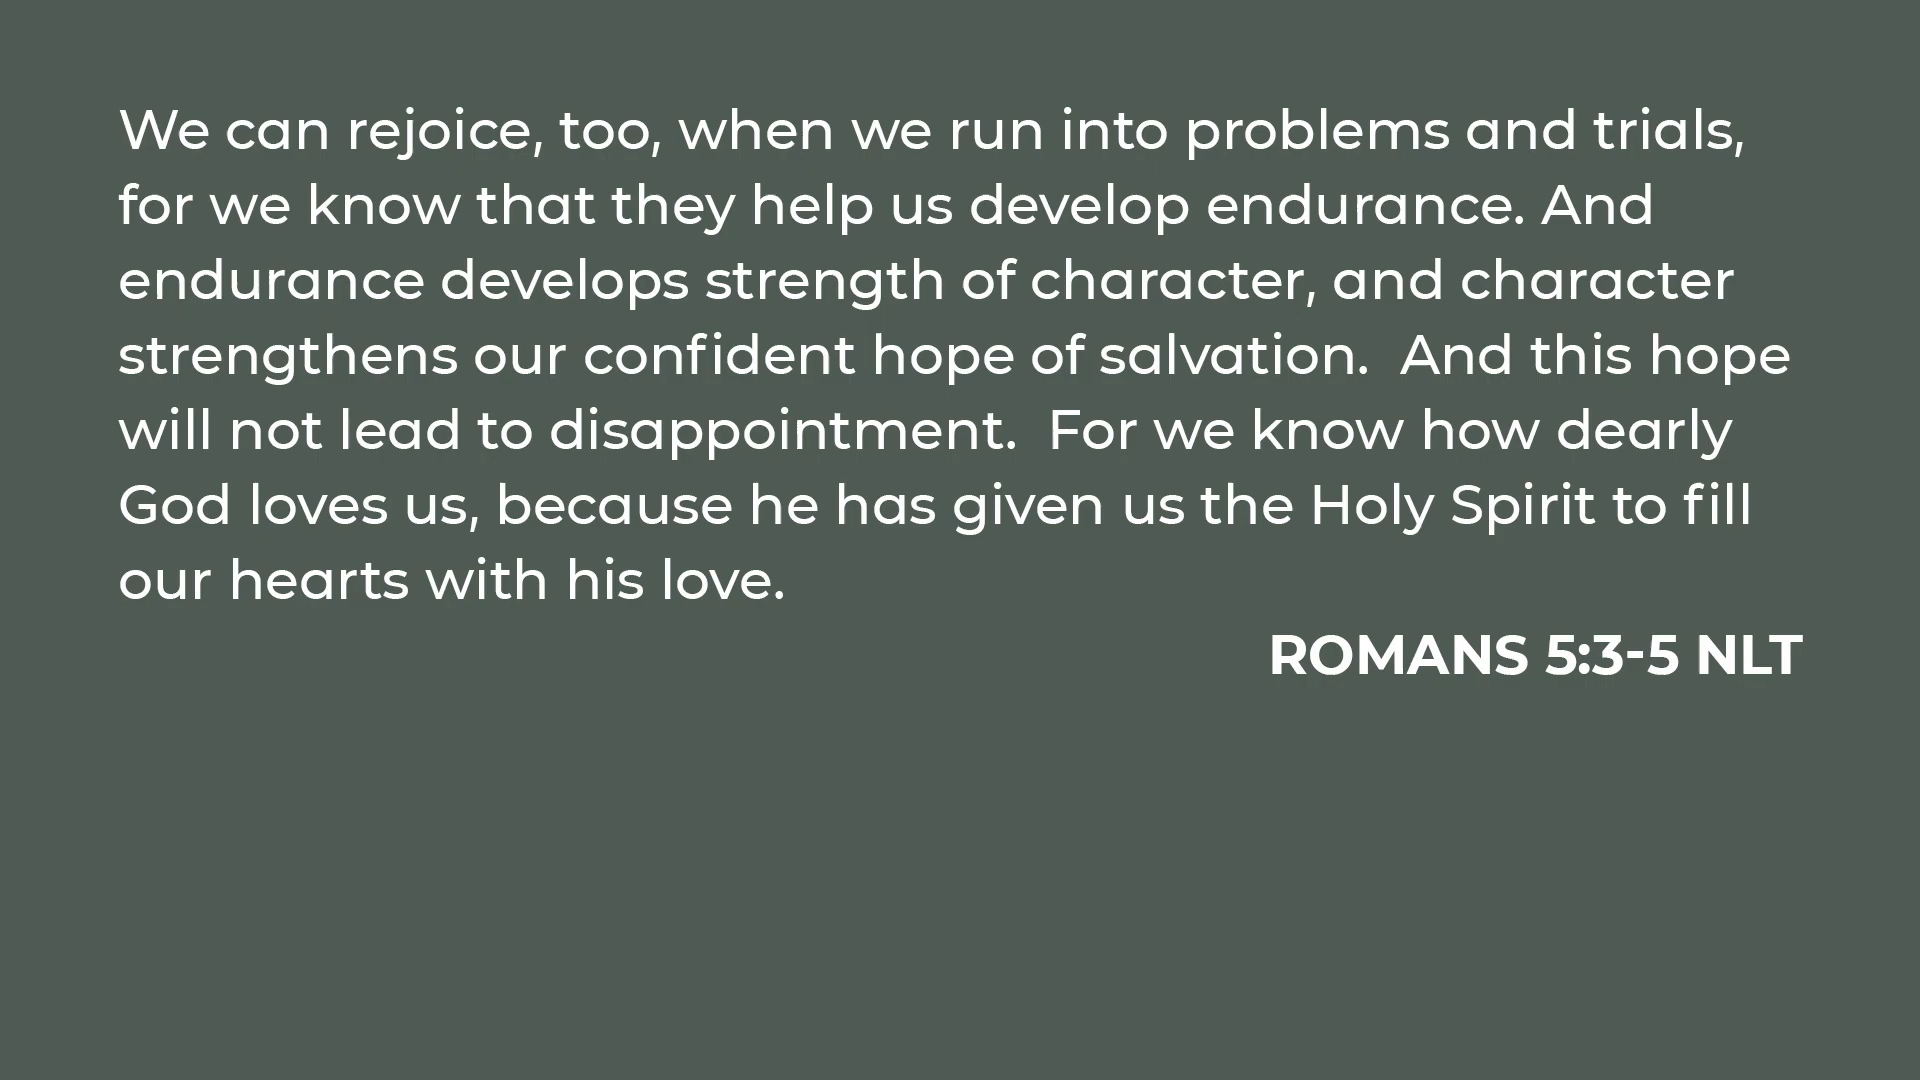 We can rejoice, too, when we run into problems and trials,
for we know that they help us develop endurance. And
endurance develops strength of character, and character
strengthens our confident hope of salvation.  And this hope
will not lead to disappointment.  For we know how dearly
God loves us, because he has given us the Holy Spirit to fill
our hearts with his love.
ROMANS 5:3-5 NLT